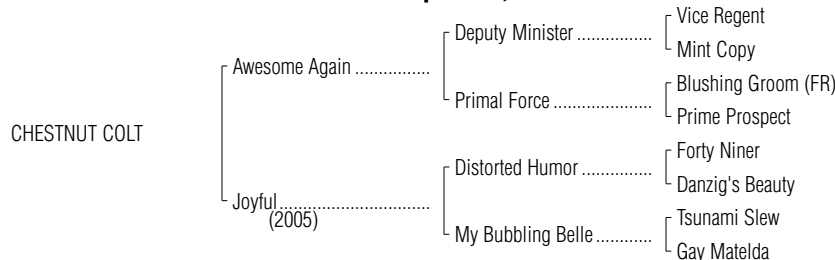 Vice Regent
Deputy Minister ................
Mint Copy
Awesome Again ................
Blushing Groom (FR)
Primal Force .....................
Prime Prospect
CHESTNUT COLT
Forty Niner
Distorted Humor ...............
Danzig's Beauty
Joyful................................
(2005)
Tsunami Slew
My Bubbling Belle ............
Gay Matelda